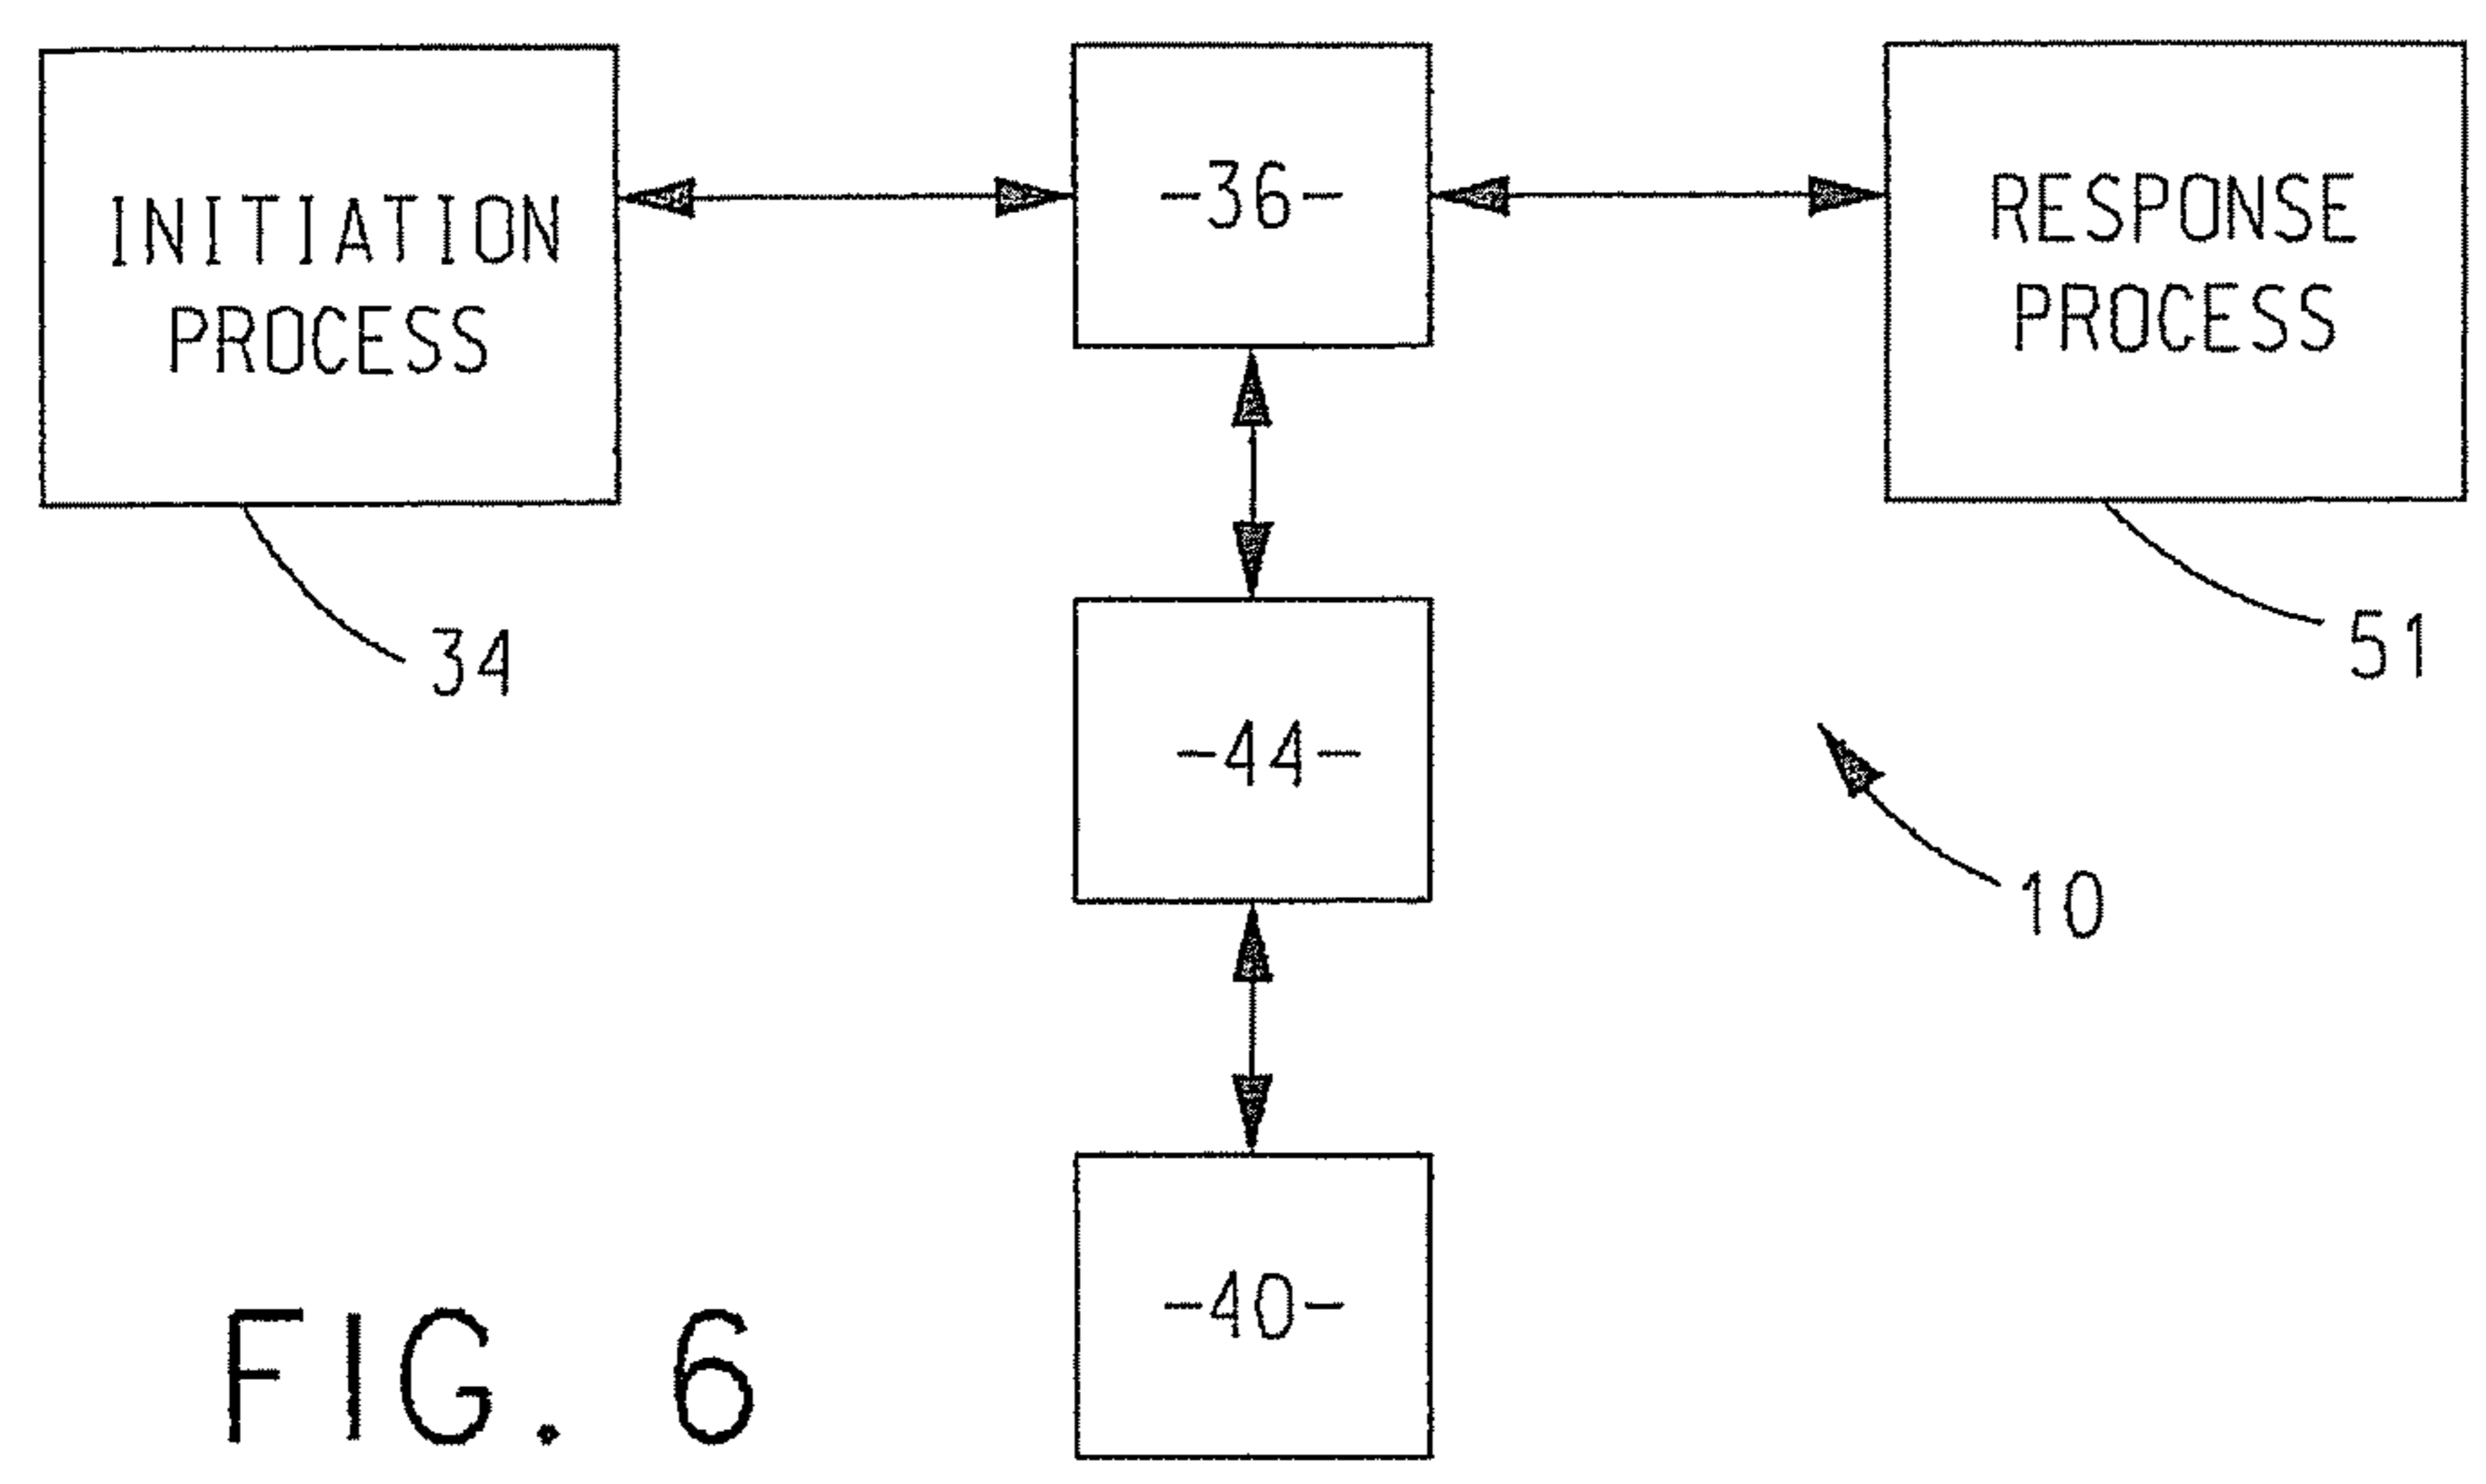 INITIATION
PROCESS
-36-
RESPONSE
PROCESS
34
51
-44-
10
-40-
FIG. 6